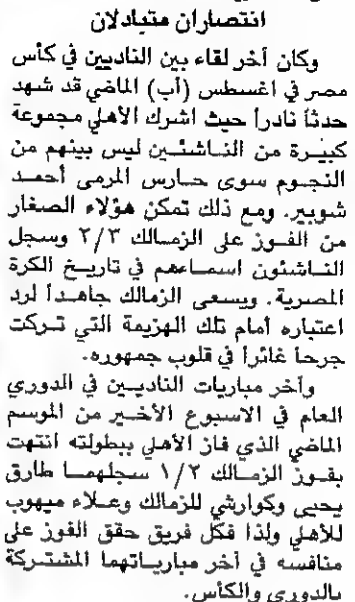 انتصاران متبادلان
وكان آخر لقاء بين الناديين في كأس
مصر في اغسطس (آب) الماضي قد شهد
حدثاً نادراً حيث اشرك الأهلي مجموعة
كبيرة من الناشئين ليس بينهم من
النجوم سوى حارس المرمى أحمد
شوبير. ومع ذلك تمكن هؤلاء الصغار
من الفوز على الزمالك ٢/٣ وسجل
الناشئون اسماءهم في تاريخ الكرة
المصرية. ويسعى الزمالك جاهداً لرد
اعتباره أمام تلك الهزيمة التي تركت
جرحاً غائراً في قلوب جمهوره.
وآخر مباريات الناديين في الدوري
العام في الاسبوع الأخير من الموسم
الماضي الذي فاز الأهلي ببطولته انتهت
بفوز الزمالك ١/٢ سجلهما طارق
يحيى وكوارشي للزمالك وعلاء ميهوب
للأهلي ولذا فكل فريق حقق الفوز على
منافسه في آخر مبارياتهما المشتركة
بالدوري والكأس.